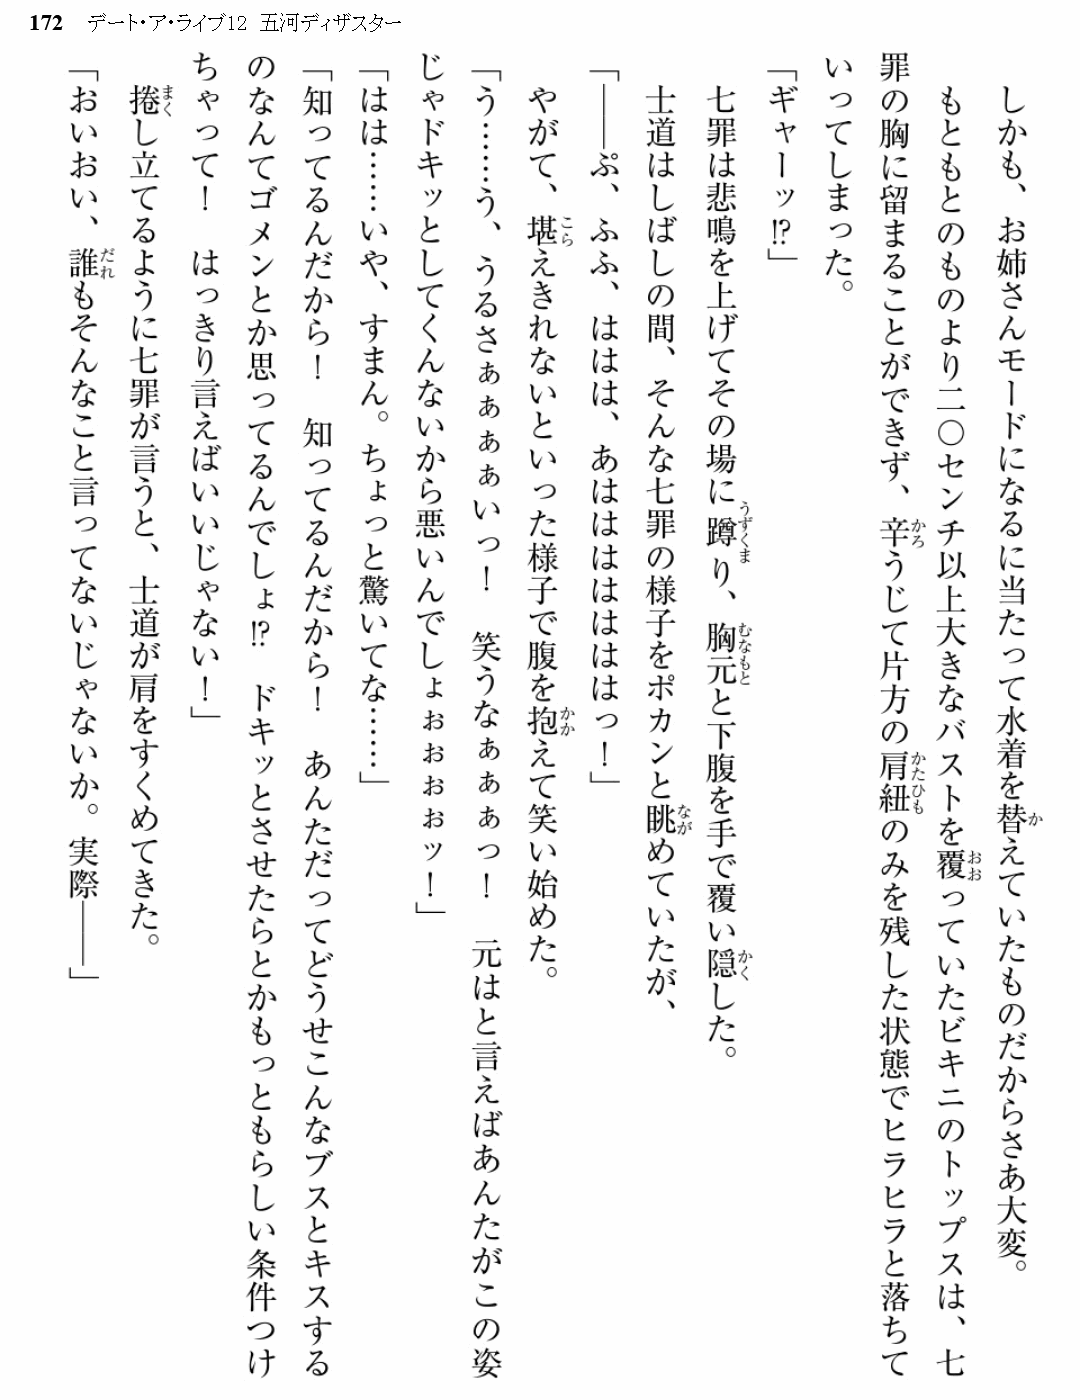 172 デート・ア・ライブ12 五河ディザスター
しかも、お姉さんモードになるに当たって水着を替えていたものだからさあ大変。
もともとのものより二〇センチ以上大きなバストを覆っていたビキニのトップスは、七
罪の胸に留まることができず、辛うじて片方の肩紐のみを残した状態でヒラヒラと落ちて
いってしまった。
「ギャーッ!?」
七罪は悲鳴を上げてその場に蹲り、胸元と下腹を手で覆い隠した。
士道はしばしの間、そんな七罪の様子をポカンと眺めていたが、
「――ぷ、ふふ、ははは、あはははははははっ！」
やがて、堪えきれないといった様子で腹を抱えて笑い始めた。
「う……う、うるさぁぁぁぁいっ！　笑うなぁぁぁっ！　元はと言えばあんたがこの姿
じゃドキッとしてくんないから悪いんでしょぉぉぉぉッ！」
「はは……いや、すまん。ちょっと驚いてな……」
「知ってるんだから！　知ってるんだから！　あんただってどうせこんなブスとキスする
のなんてゴメンとか思ってるんでしょ!?　ドキッとさせたらとかもっともらしい条件つけ
ちゃって！　はっきり言えばいいじゃない！」
捲し立てるように七罪が言うと、士道が肩をすくめてきた。
「おいおい、誰もそんなこと言ってないじゃないか。実際――」